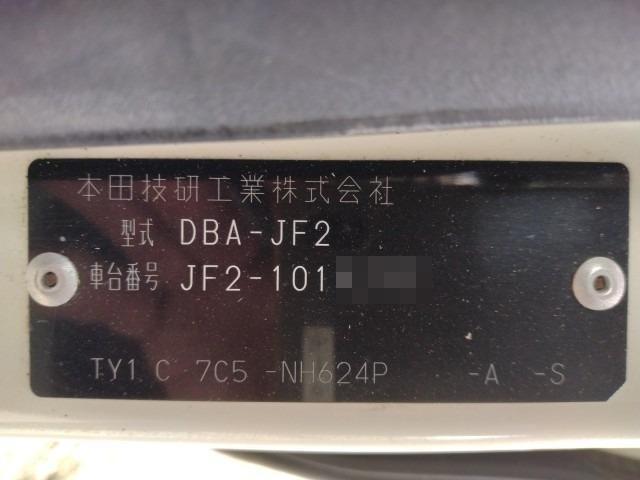 本田技研工業株式会社
型式 DBA-JF2
車台番号 JF2-101
TY1 C 7C5 -NH624P -A -S